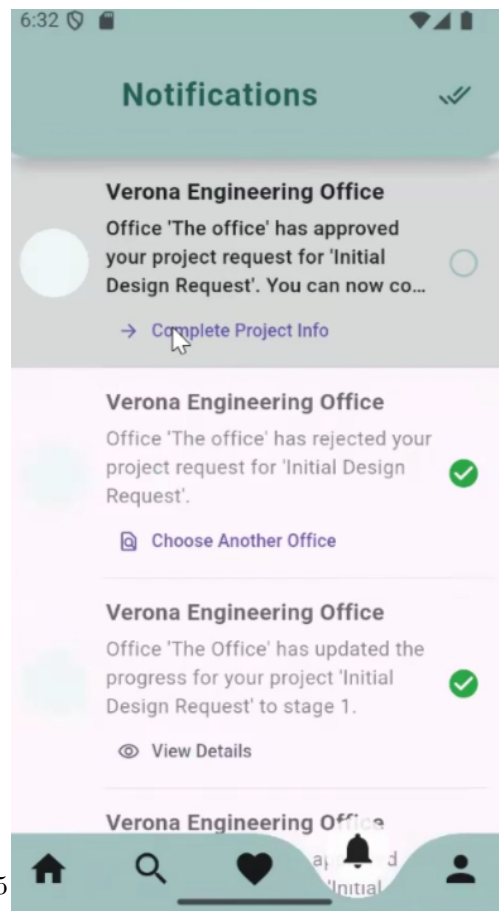 6:32
Notifications
Verona Engineering Office
Office 'The office' has approved
your project request for 'Initial
Design Request'. You can now co...
Complete Project Info
Verona Engineering Office
Office 'The office' has rejected your
project request for 'Initial Design
Request'.
Choose Another Office
Verona Engineering Office
Office 'The Office' has updated the
progress for your project 'Initial
Design Request' to stage 1.
View Details
Verona Engineering Office
'Initial